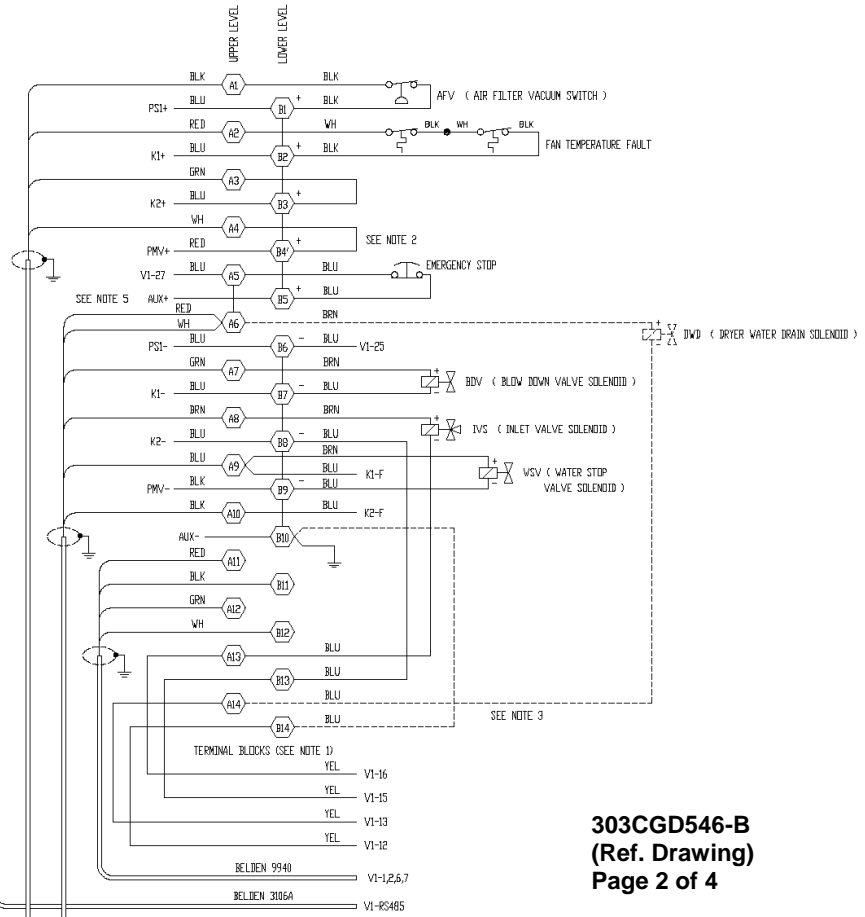 UPPER LEVEL
LOWER LEVEL
BLK A1 BLK
AFV ( AIR FILTER VACUUM SWITCH )
PS1+ BLU B1 + BLK
RED A2 WH BLK WH BLK
FAN TEMPERATURE FAULT
K1+ BLU B2 + BLK
GRN A3
K2+ BLU B3 +
WH A4
SEE NOTE 2
PMV+ RED B4' +
V1-27 BLU A5 BLU EMERGENCY STOP
SEE NOTE 5 AUX+ B5 + BLU
RED
WH A6 BRN
DWD ( DRYER WATER DRAIN SOLENOID ) + -
PS1- BLU B6 - BLU V1-25
GRN A7 BRN
BDV ( BLOW DOWN VALVE SOLENOID ) + -
K1- BLU B7 - BLU
BRN A8 BRN
IVS ( INLET VALVE SOLENOID ) + -
K2- BLU B8 - BLU
BLU A9 BRN
BLU K1-F
WSV ( WATER STOP
VALVE SOLENOID ) + -
PMV- BLK B9 - BLU
BLK A10 BLU K2-F
AUX- B10
RED A11
BLK B11
GRN A12
WH B12
A13 BLU
B13 BLU
A14 BLU
SEE NOTE 3
B14 BLU
TERMINAL BLOCKS (SEE NOTE 1)
YEL V1-16
YEL V1-15
YEL V1-13
YEL V1-12
BELDEN 9940 V1-1,2,6,7
BELDEN 3106A V1-RS485
303CGD546-B
(Ref. Drawing)
Page 2 of 4